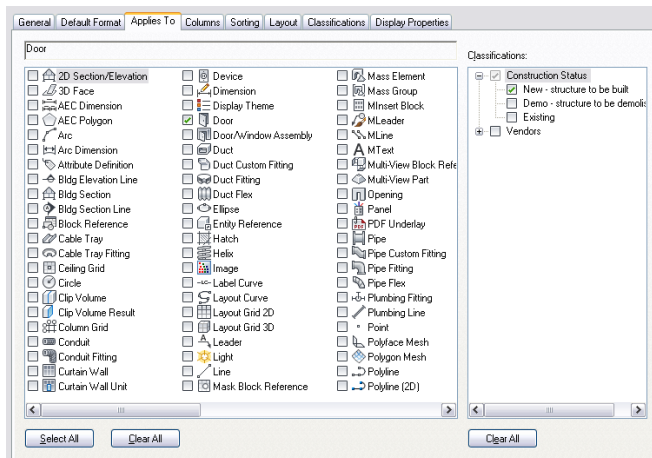 General Default Format Applies To Columns Sorting Layout Classifications Display Properties
Door
Classifications:
2D Section/Elevation
3D Face
AEC Dimension
AEC Polygon
Arc
Arc Dimension
Attribute Definition
Bldg Elevation Line
Bldg Section
Bldg Section Line
Block Reference
Cable Tray
Cable Tray Fitting
Ceiling Grid
Circle
Clip Volume
Clip Volume Result
Column Grid
Conduit
Conduit Fitting
Curtain Wall
Curtain Wall Unit
Device
Dimension
Display Theme
Door
Door/Window Assembly
Duct
Duct Custom Fitting
Duct Fitting
Duct Flex
Ellipse
Entity Reference
Hatch
Helix
Image
Label Curve
Layout Curve
Layout Grid 2D
Layout Grid 3D
Leader
Light
Line
Mask Block Reference
Mass Element
Mass Group
MInsert Block
MLeader
MLine
MText
Multi-View Block Refe
Multi-View Part
Opening
Panel
PDF Underlay
Pipe
Pipe Custom Fitting
Pipe Fitting
Pipe Flex
Plumbing Fitting
Plumbing Line
Point
Polyface Mesh
Polygon Mesh
Polyline
Polyline (2D)
Construction Status
New - structure to be built
Demo - structure to be demolis
Existing
Vendors
Select All Clear All
Clear All